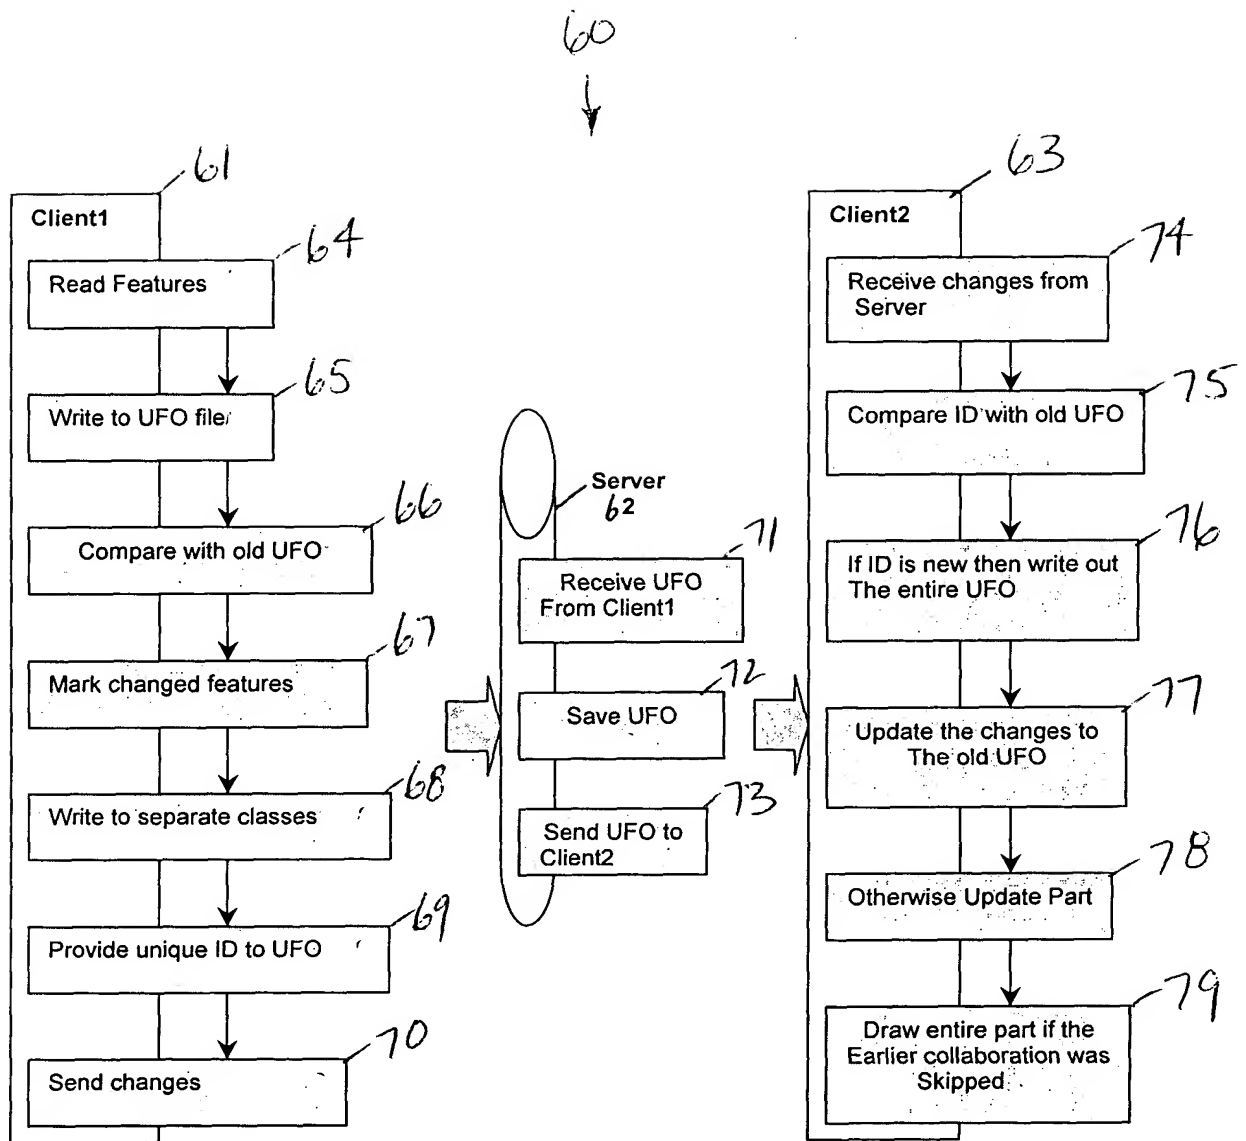 60
61
Client1
64
Read Features
65
Write to UFO file
66
Compare with old UFO
67
Mark changed features
68
Write to separate classes
69
Provide unique ID to UFO
70
Send changes
Server
62
71
Receive UFO
From Client1
72
Save UFO
73
Send UFO to
Client2
63
Client2
74
Receive changes from
Server
75
Compare ID with old UFO
76
If ID is new then write out
The entire UFO
77
Update the changes to
The old UFO
78
Otherwise Update Part
79
Draw entire part if the
Earlier collaboration was
Skipped